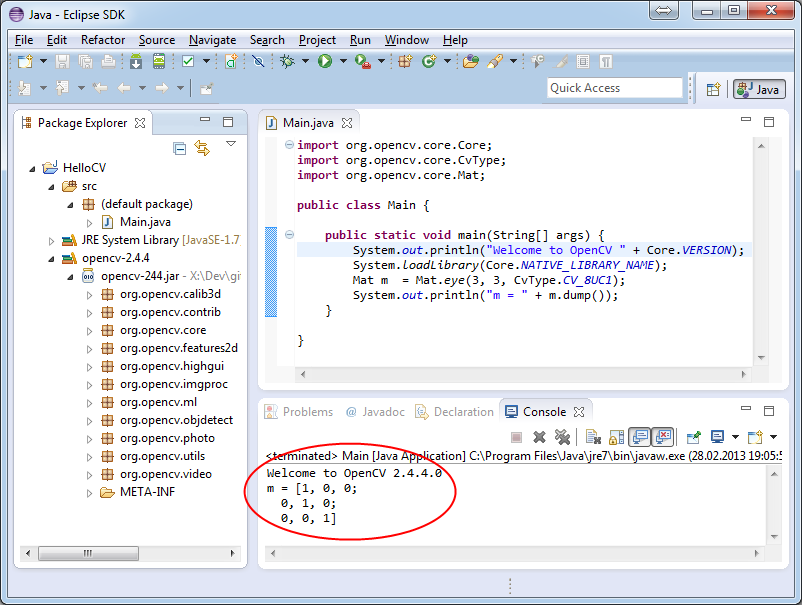 Java - Eclipse SDK
File Edit Refactor Source Navigate Search Project Run Window Help
Quick Access
Java
Package Explorer
HelloCV
src
(default package)
Main.java
JRE System Library [JavaSE-1.7
opencv-2.4.4
opencv-244.jar - X:\Dev\git
org.opencv.calib3d
org.opencv.contrib
org.opencv.core
org.opencv.features2d
org.opencv.highgui
org.opencv.imgproc
org.opencv.ml
org.opencv.objdetect
org.opencv.photo
org.opencv.utils
org.opencv.video
META-INF
Main.java
import org.opencv.core.Core;
import org.opencv.core.CvType;
import org.opencv.core.Mat;
public class Main {
public static void main(String[] args) {
System.out.println("Welcome to OpenCV " + Core.VERSION);
System.loadLibrary(Core.NATIVE_LIBRARY_NAME);
Mat m  = Mat.eye(3, 3, CvType.CV_8UC1);
System.out.println("m = " + m.dump());
}
}
Problems @ Javadoc Declaration Console
<terminated> Main [Java Application] C:\Program Files\Java\jre7\bin\javaw.exe (28.02.2013 19:05:5
Welcome to OpenCV 2.4.4.0
m = [1, 0, 0;
0, 1, 0;
0, 0, 1]